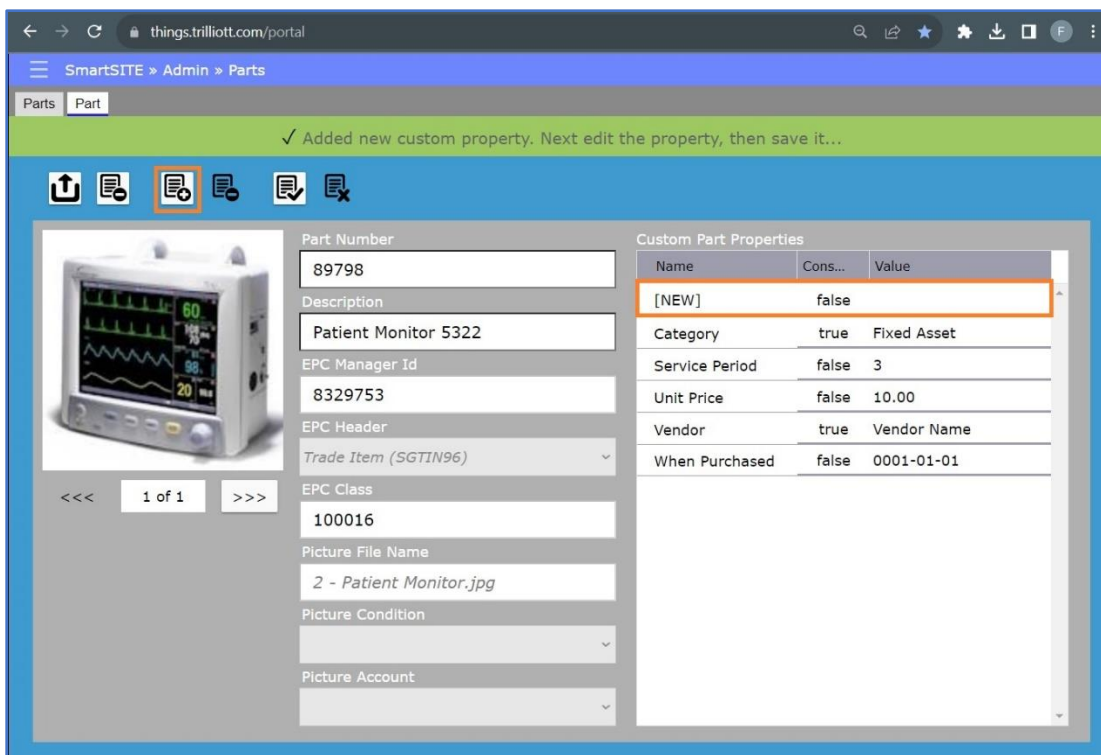 things.trilliott.com/portal
F
SmartSITE » Admin » Parts
Parts Part
✓ Added new custom property. Next edit the property, then save it...
Part Number
89798
Description
Patient Monitor 5322
EPC Manager Id
8329753
EPC Header
Trade Item (SGTIN96)
EPC Class
100016
Picture File Name
2 - Patient Monitor.jpg
Picture Condition
Picture Account
60
98
20
<<< 1 of 1 >>>
Custom Part Properties
Name Cons... Value
[NEW] false
Category true Fixed Asset
Service Period false 3
Unit Price false 10.00
Vendor true Vendor Name
When Purchased false 0001-01-01